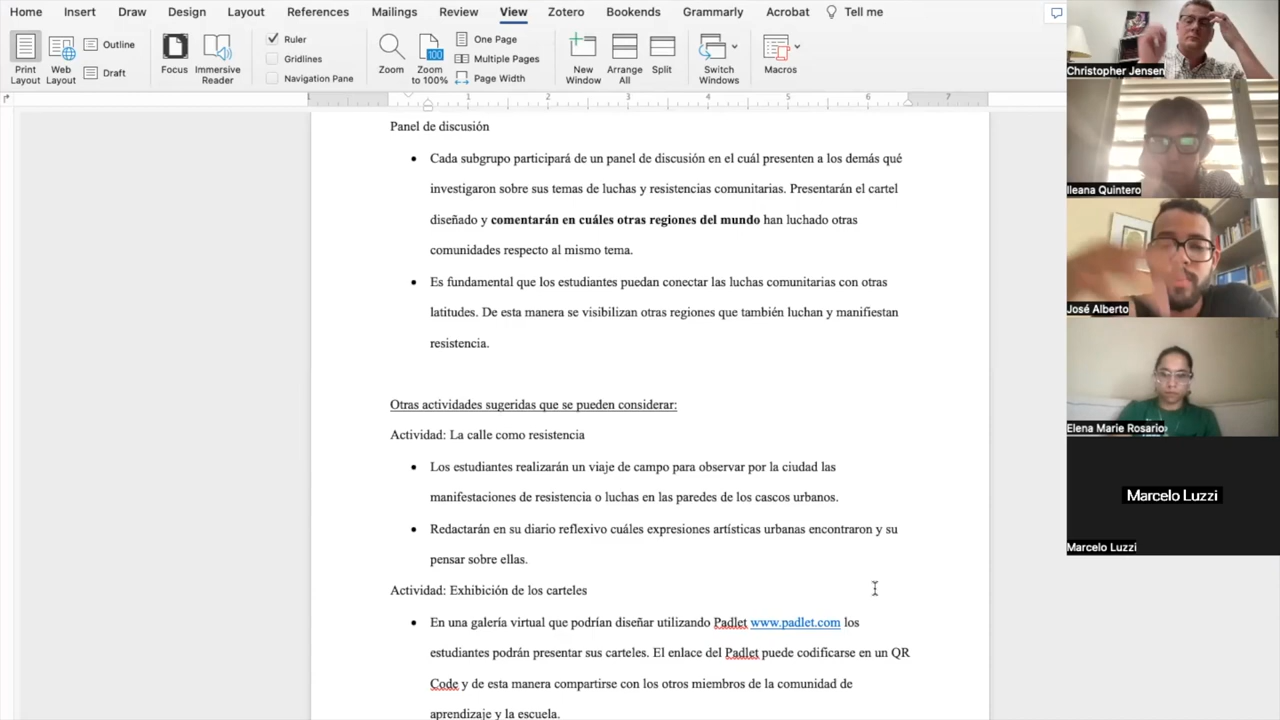 Home Insert Draw Design Layout References Mailings Review View Zotero Bookends Grammarly Acrobat Tell me
Print Layout
Web Layout
Outline
Draft
Focus
Immersive Reader
Ruler
Gridlines
Navigation Pane
Zoom
Zoom to 100%
100
One Page
Multiple Pages
Page Width
New Window
Arrange All
Split
Switch Windows
Macros
1 1 2 3 4 5 6 7
Panel de discusión
• Cada subgrupo participará de un panel de discusión en el cuál presenten a los demás qué
investigaron sobre sus temas de luchas y resistencias comunitarias. Presentarán el cartel
diseñado y comentarán en cuáles otras regiones del mundo han luchado otras
comunidades respecto al mismo tema.
• Es fundamental que los estudiantes puedan conectar las luchas comunitarias con otras
latitudes. De esta manera se visibilizan otras regiones que también luchan y manifiestan
resistencia.
Otras actividades sugeridas que se pueden considerar:
Actividad: La calle como resistencia
• Los estudiantes realizarán un viaje de campo para observar por la ciudad las
manifestaciones de resistencia o luchas en las paredes de los cascos urbanos.
• Redactarán en su diario reflexivo cuáles expresiones artísticas urbanas encontraron y su
pensar sobre ellas.
Actividad: Exhibición de los carteles
• En una galería virtual que podrían diseñar utilizando Padlet www.padlet.com los
estudiantes podrán presentar sus carteles. El enlace del Padlet puede codificarse en un QR
Code y de esta manera compartirse con los otros miembros de la comunidad de
aprendizaje y la escuela.
Christopher Jensen
Ileana Quintero
José Alberto
Elena Marie Rosario
Marcelo Luzzi
Marcelo Luzzi